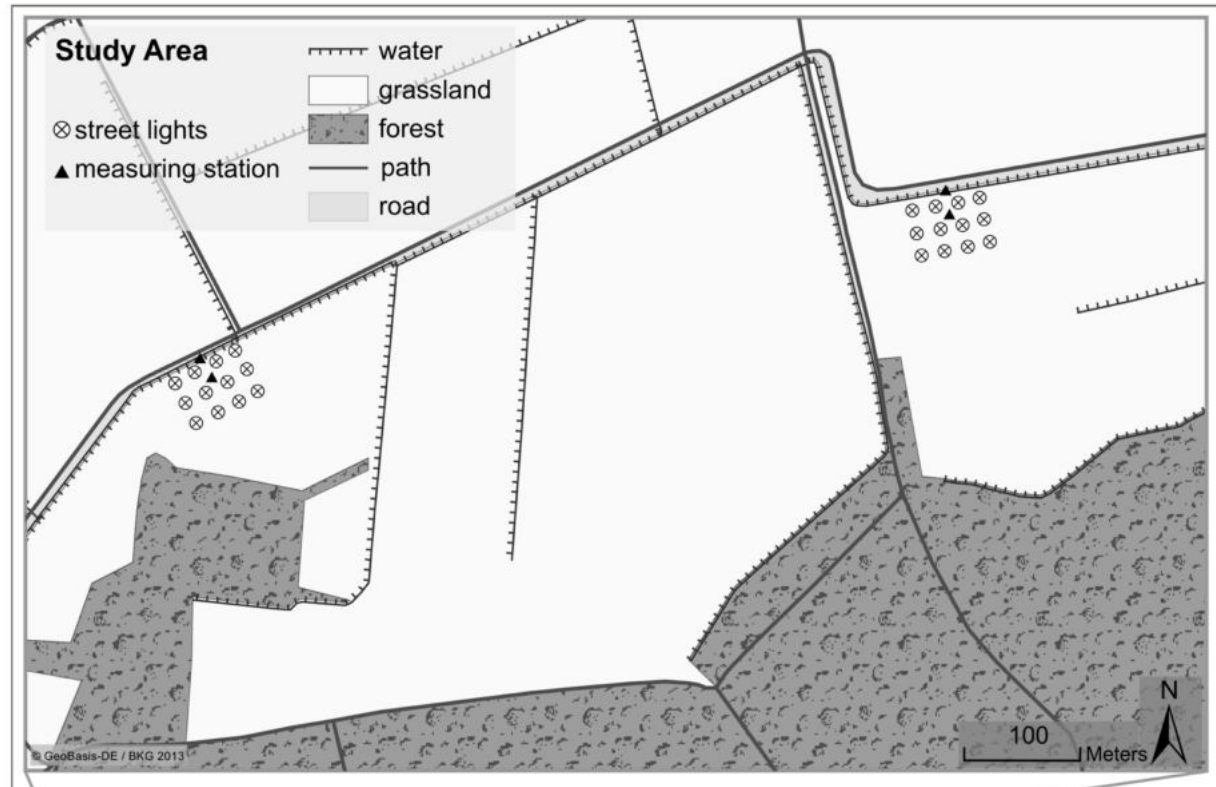 Study Area
street lights
measuring station
water
grassland
forest
path
road
N
100
Meters
© GeoBasis-DE / BKG 2013